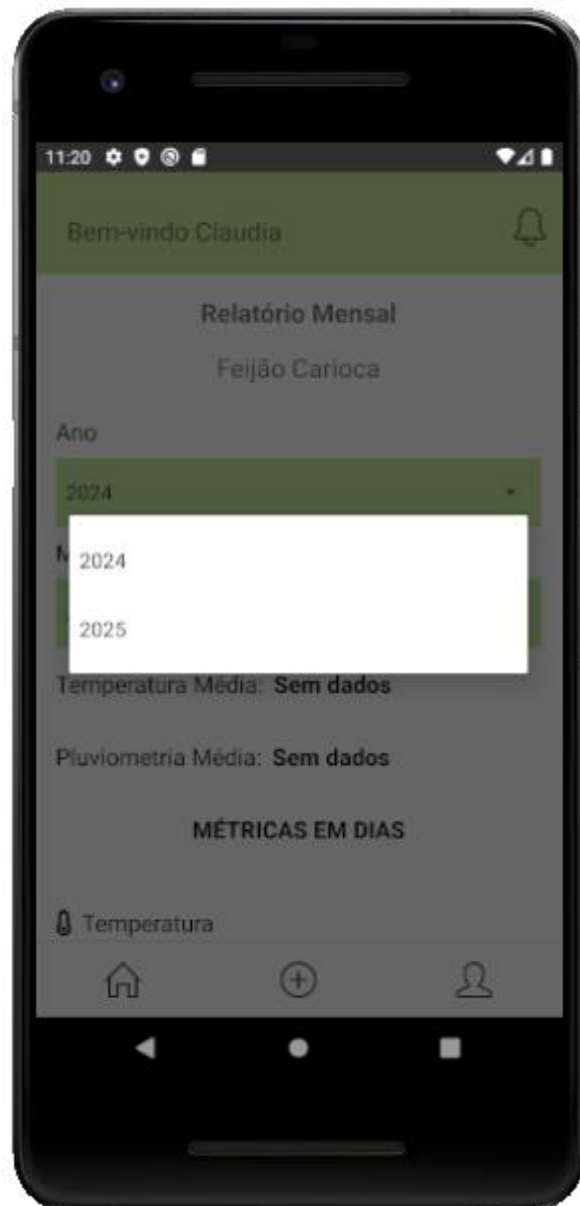 11:20
Bem-vindo Claudia
Relatório Mensal
Feijão Carioca
Ano
2024
2024
2025
Temperatura Média: Sem dados
Pluviometria Média: Sem dados
MÉTRICAS EM DIAS
Temperatura